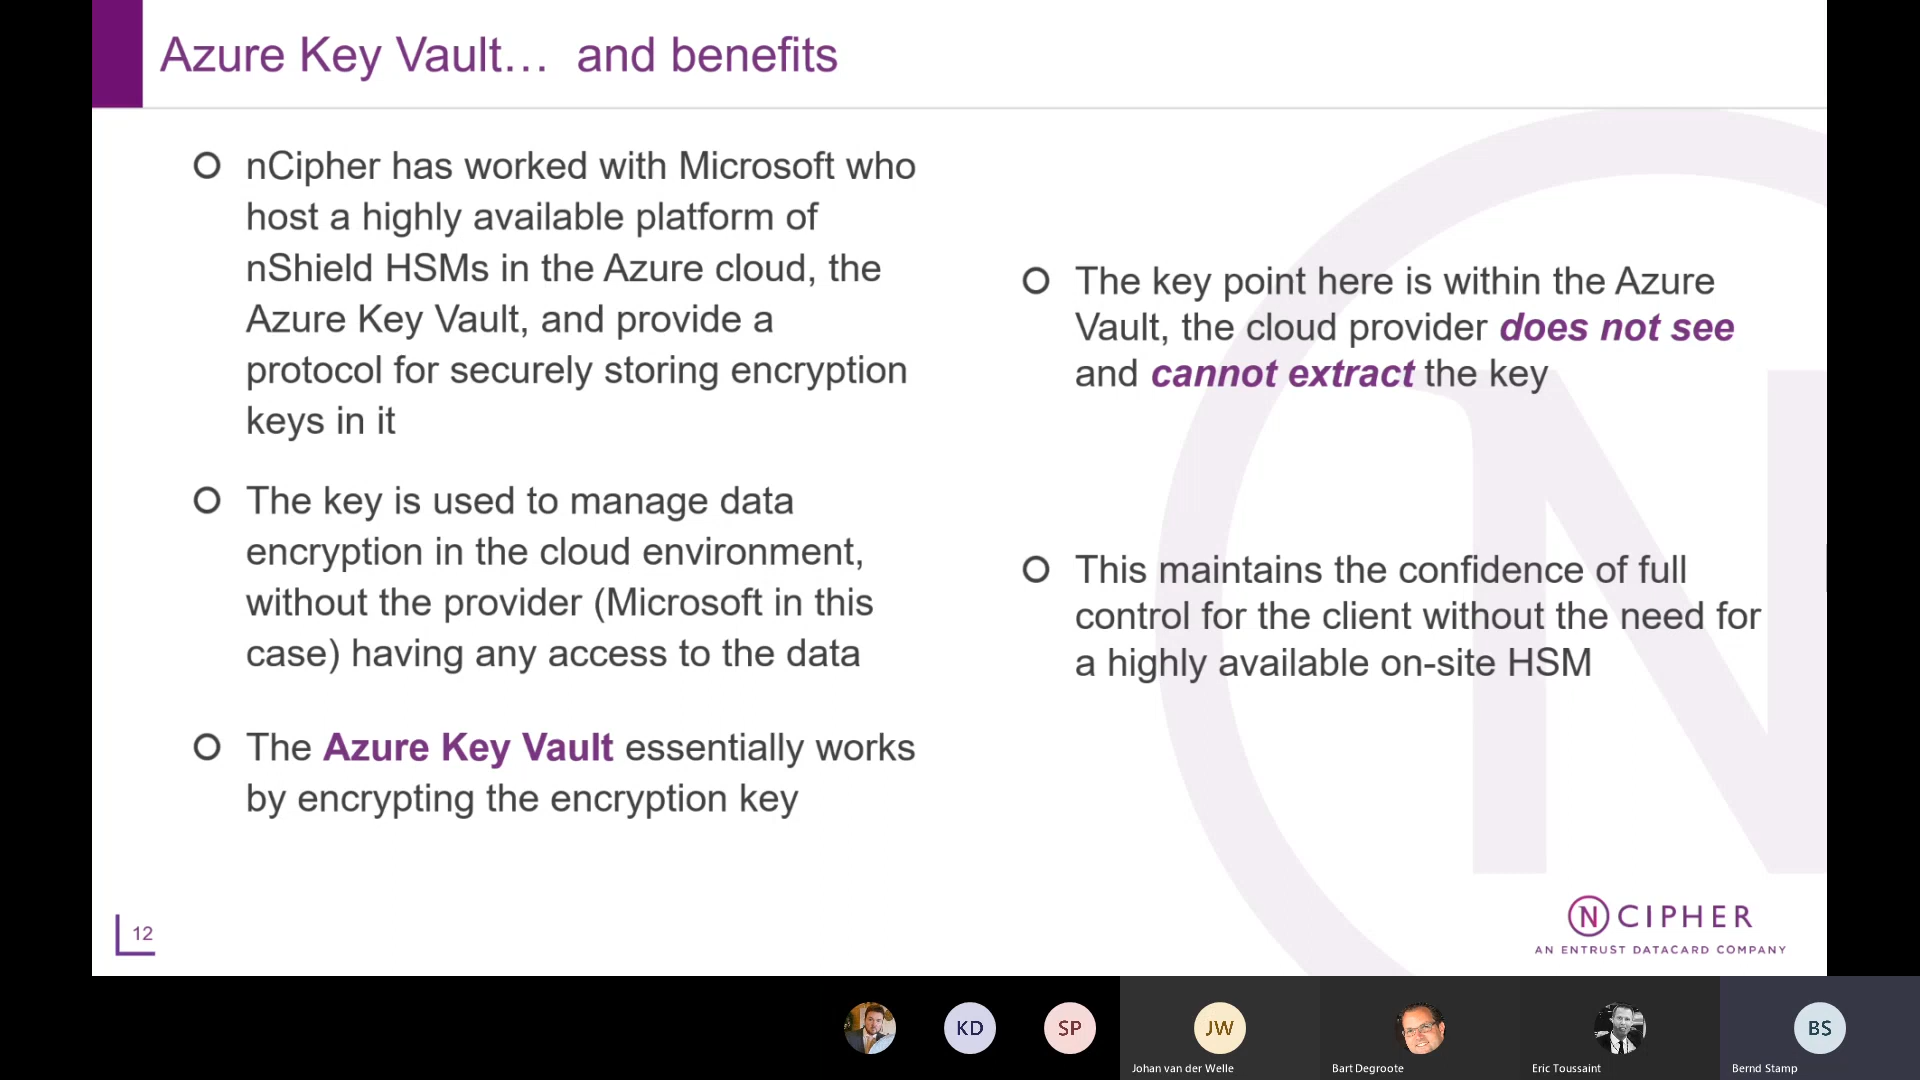 Azure Key Vault… and benefits
nCipher has worked with Microsoft who
host a highly available platform of
nShield HSMs in the Azure cloud, the
Azure Key Vault, and provide a
protocol for securely storing encryption
keys in it
The key is used to manage data
encryption in the cloud environment,
without the provider (Microsoft in this
case) having any access to the data
The Azure Key Vault essentially works
by encrypting the encryption key
The key point here is within the Azure
Vault, the cloud provider does not see
and cannot extract the key
This maintains the confidence of full
control for the client without the need for
a highly available on-site HSM
12
N CIPHER
AN ENTRUST DATACARD COMPANY
KD
SP
JW
BS
Johan van der Welle
Bart Degroote
Eric Toussaint
Bernd Stamp